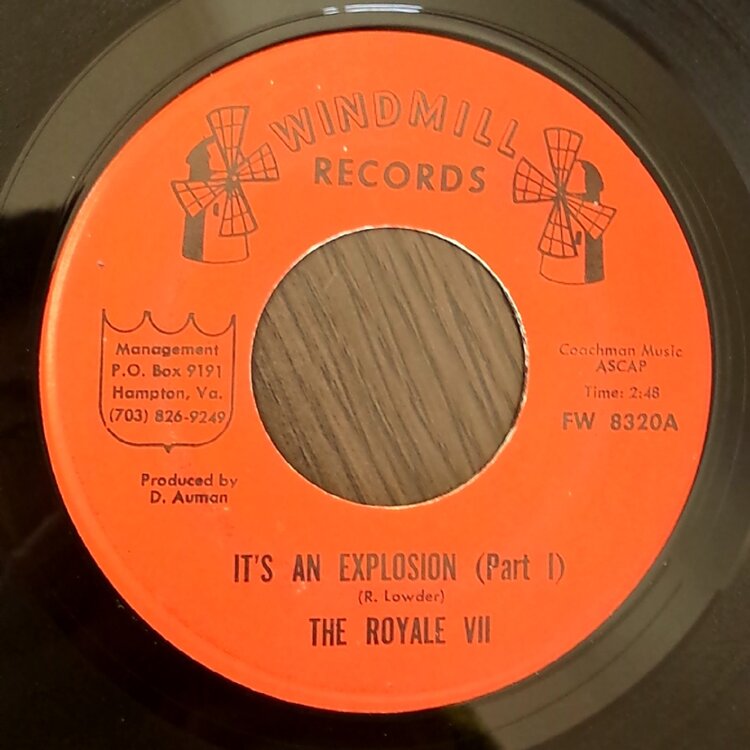 WINDMILL
RECORDS
Management
P.O. Box 9191
Hampton, Va.
(703) 826-9249
Produced by
D. Auman
Coachman Music
ASCAP
Time: 2:48
FW 8320A
IT'S AN EXPLOSION (Part I)
(R. Lowder)
THE ROYALE VII